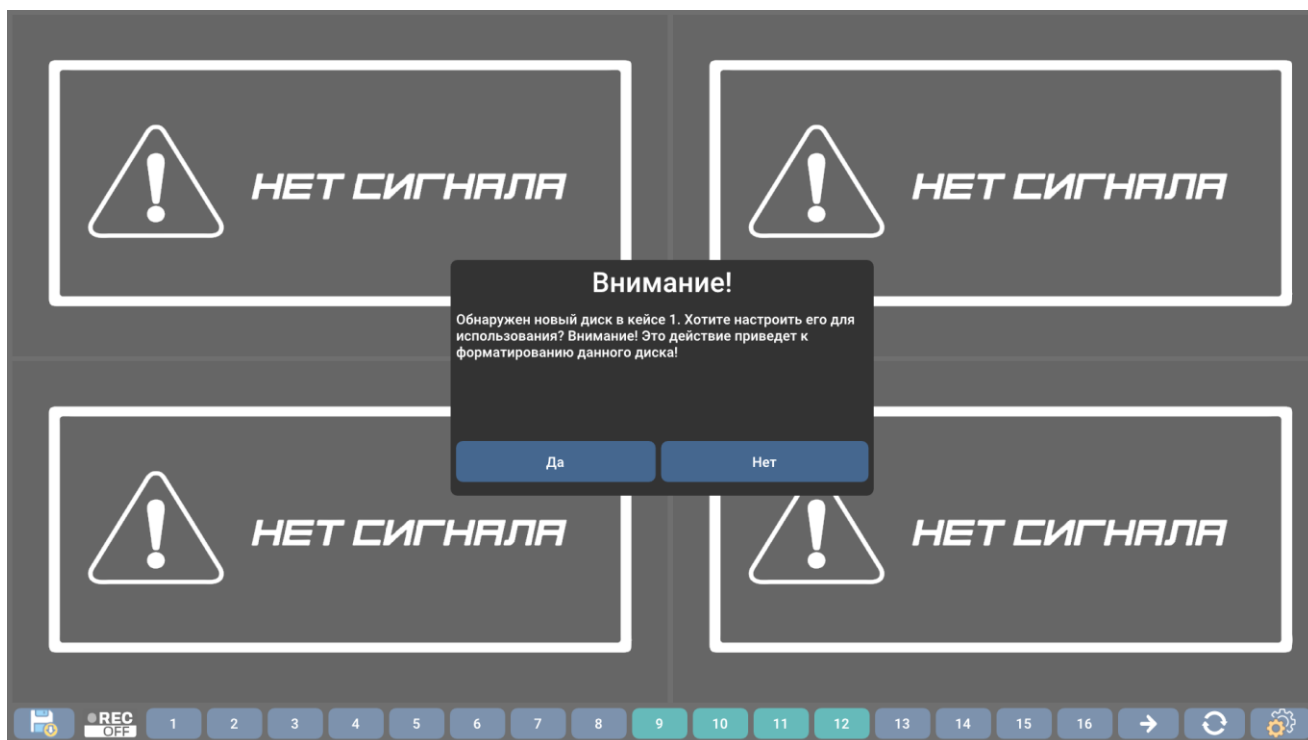 НЕТ СИГНАЛА
НЕТ СИГНАЛА
Внимание!
Обнаружен новый диск в кейсе 1. Хотите настроить его для
использования? Внимание! Это действие приведет к
форматированию данного диска!
Да
Нет
НЕТ СИГНАЛА
НЕТ СИГНАЛА
REC
OFF
1
2
3
4
5
6
7
8
9
10
11
12
13
14
15
16